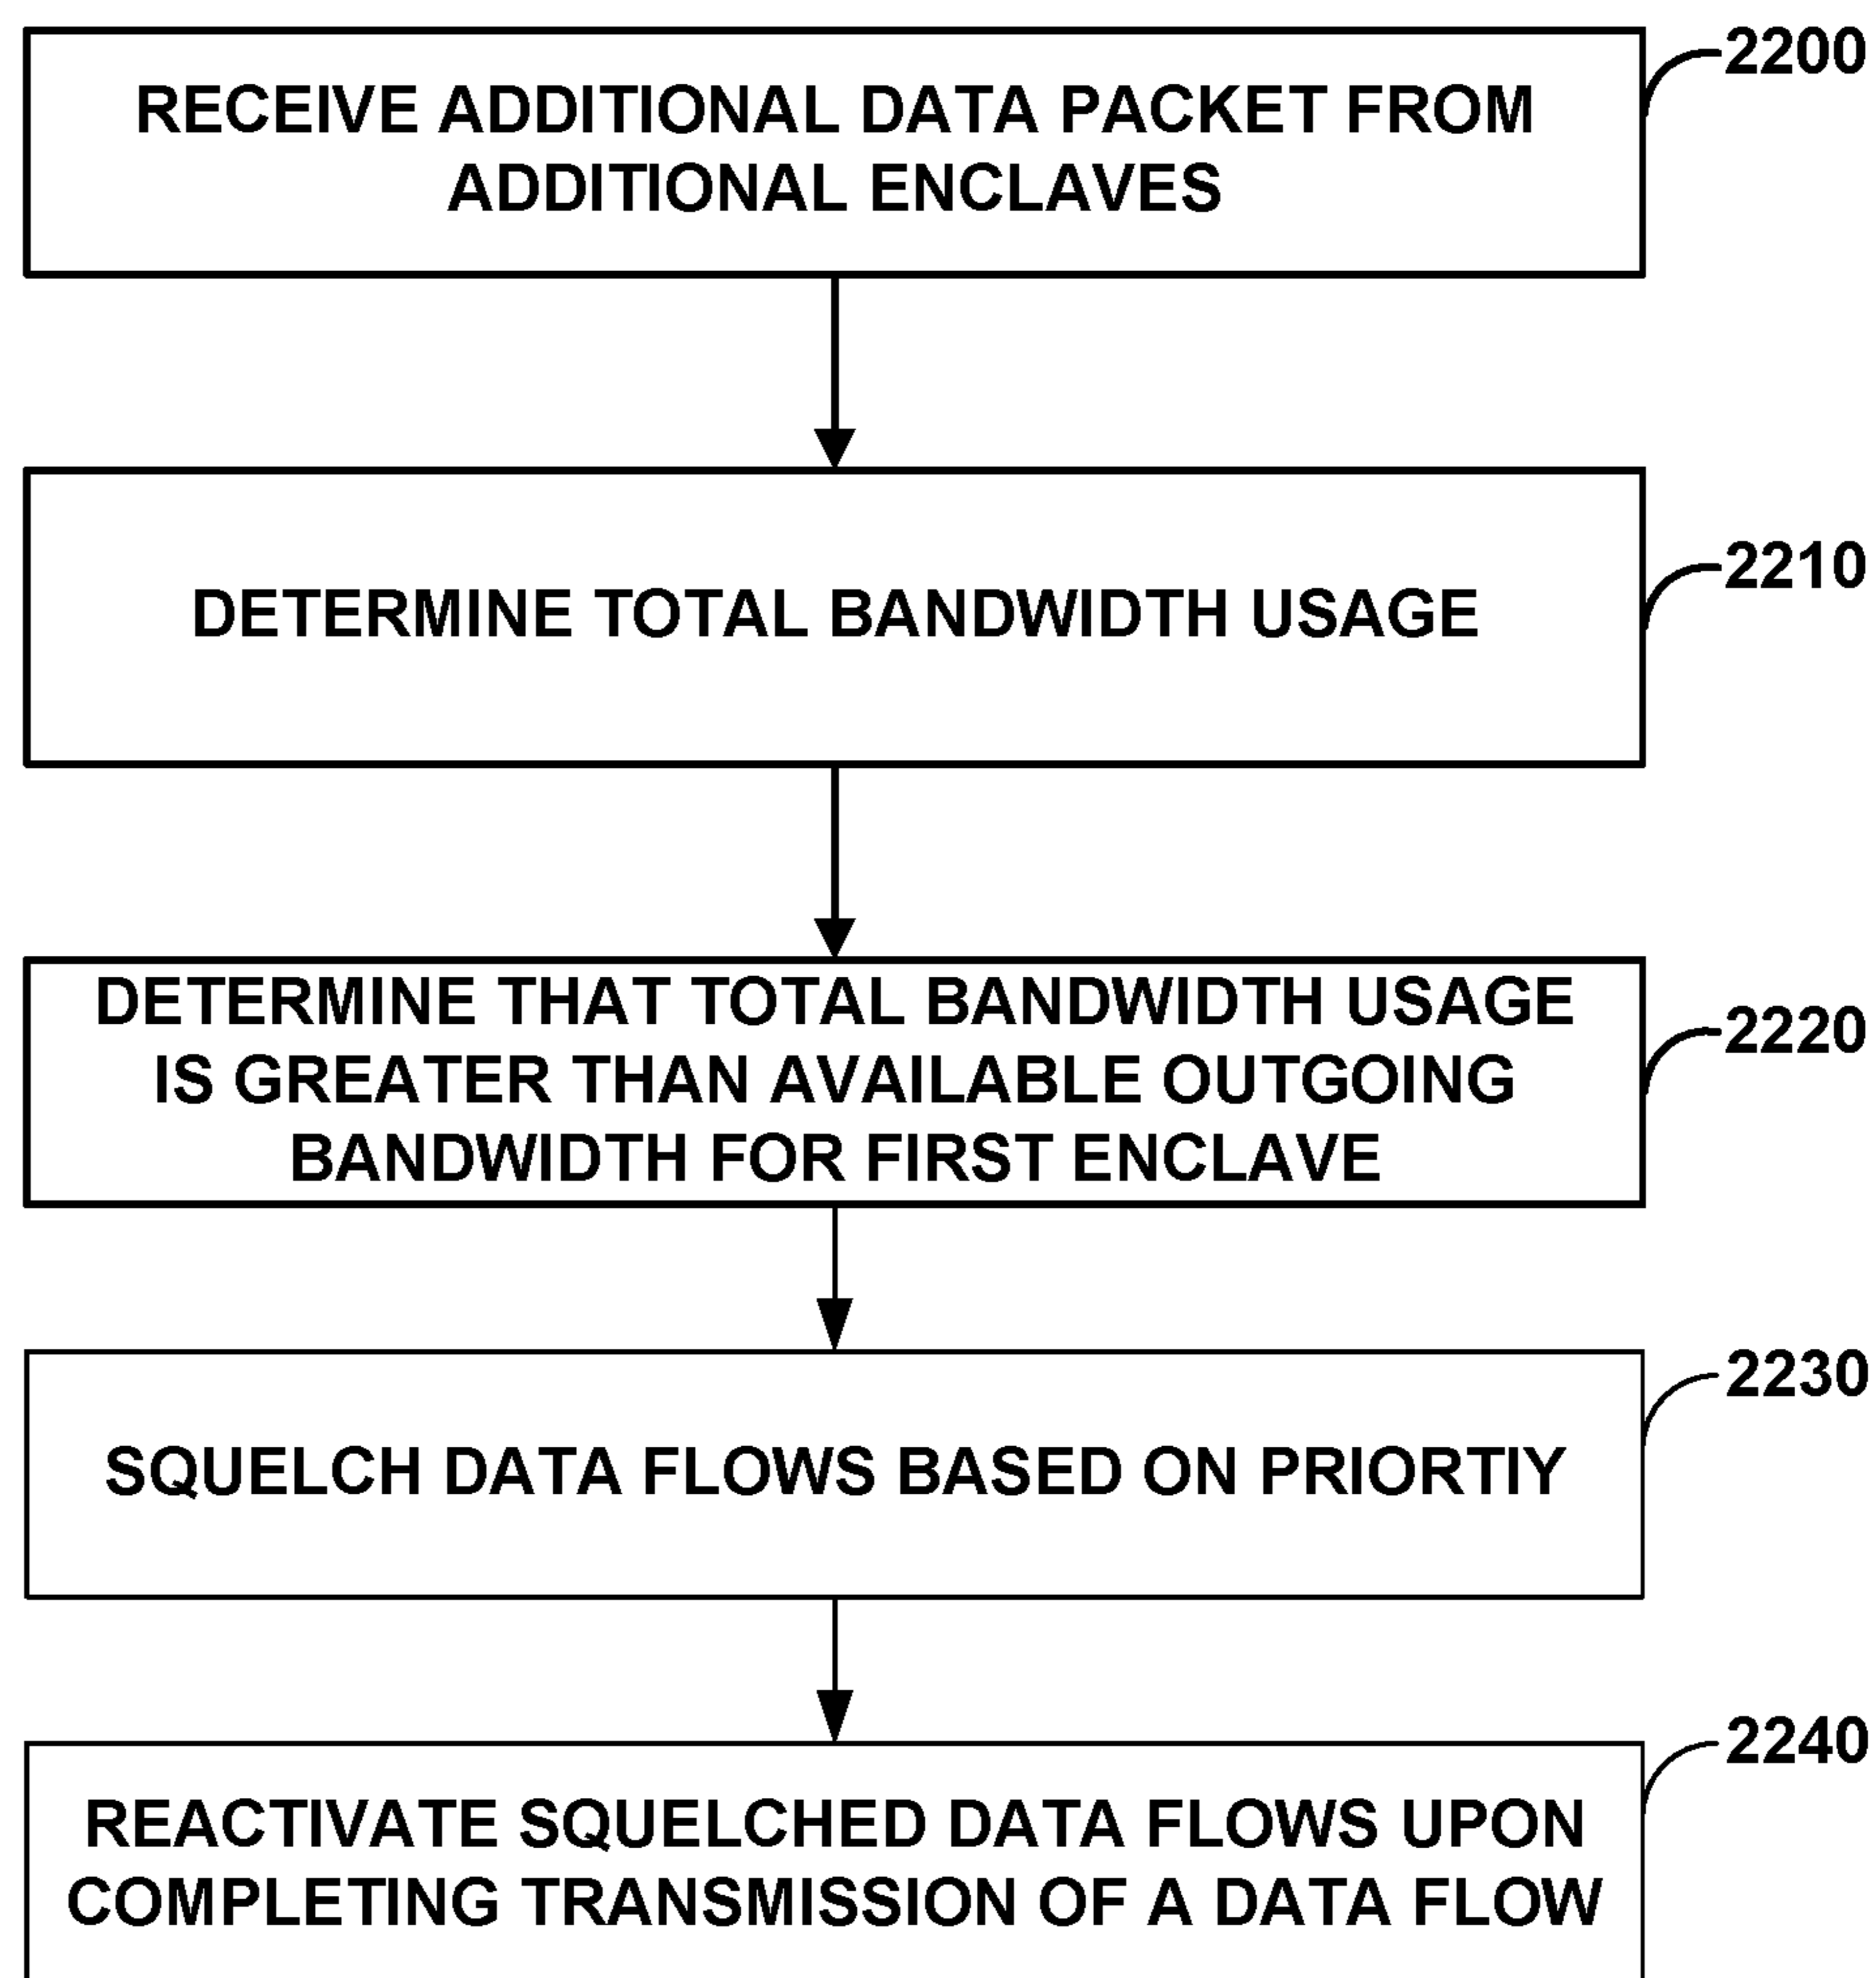 2200
RECEIVE ADDITIONAL DATA PACKET FROM
ADDITIONAL ENCLAVES
2210
DETERMINE TOTAL BANDWIDTH USAGE
2220
DETERMINE THAT TOTAL BANDWIDTH USAGE
IS GREATER THAN AVAILABLE OUTGOING
BANDWIDTH FOR FIRST ENCLAVE
2230
SQUELCH DATA FLOWS BASED ON PRIORTIY
2240
REACTIVATE SQUELCHED DATA FLOWS UPON
COMPLETING TRANSMISSION OF A DATA FLOW